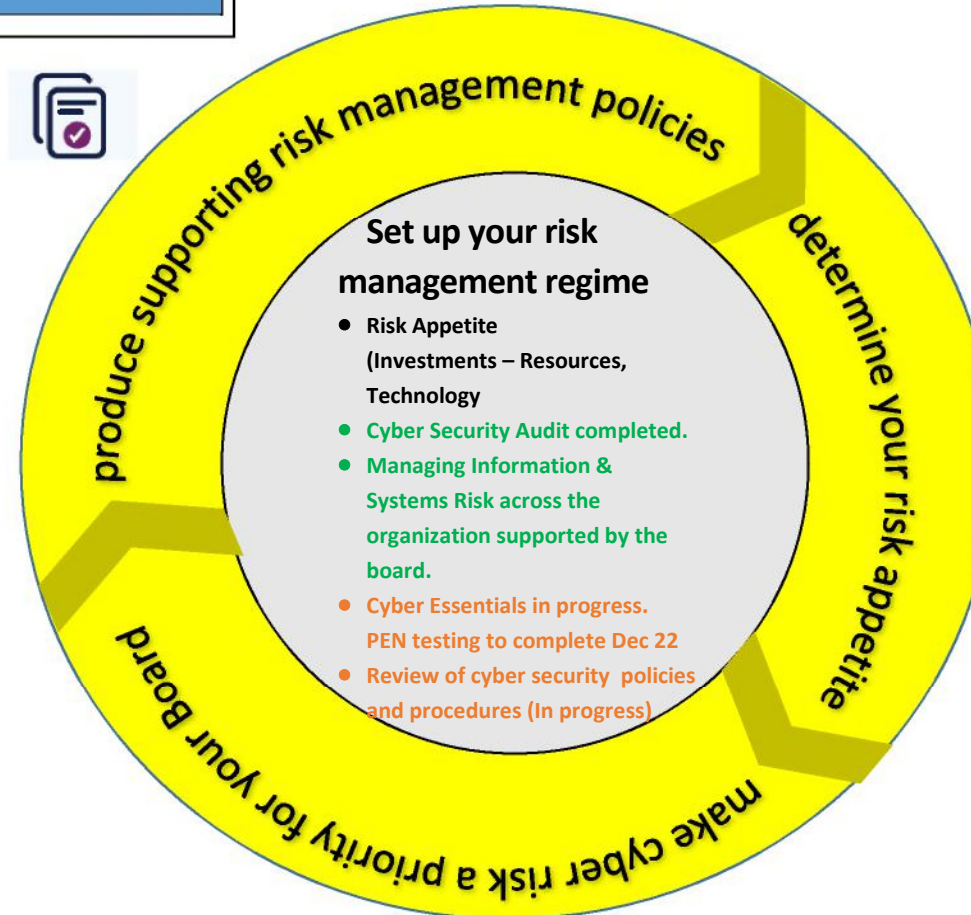 produce supporting risk management policies
determine your risk appetite
make cyber risk a priority for your Board
Set up your risk
management regime
● Risk Appetite
(Investments – Resources,
Technology
● Cyber Security Audit completed.
● Managing Information &
Systems Risk across the
organization supported by the
board.
● Cyber Essentials in progress.
PEN testing to complete Dec 22
● Review of cyber security policies
and procedures (In progress)